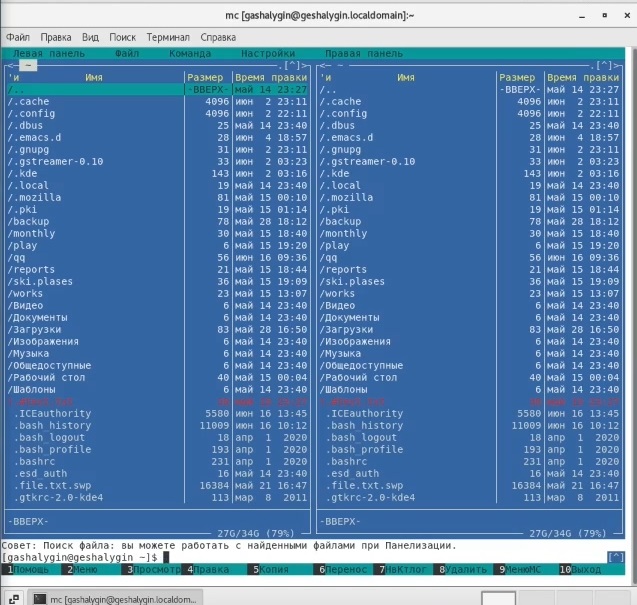 mc [gashalygin@geshalygin.localdomain]:~
Файл Правка Вид Поиск Терминал Справка
Левая панель Файл Команда Настройки Правая панель
<─ ~ .[^]> <─ ~ .[^]>
'и Имя Размер Время правки 'и Имя Размер Время правки
/.. -ВВЕРХ- май 14 23:27 /.. -ВВЕРХ- май 14 23:27
/.cache 4096 июн 2 23:11 /.cache 4096 июн 2 23:11
/.config 4096 июн 2 22:11 /.config 4096 июн 2 22:11
/.dbus 25 май 14 23:40 /.dbus 25 май 14 23:40
/.emacs.d 28 июн 4 18:57 /.emacs.d 28 июн 4 18:57
/.gnupg 31 июн 2 23:11 /.gnupg 31 июн 2 23:11
/.gstreamer-0.10 33 июн 2 03:23 /.gstreamer-0.10 33 июн 2 03:23
/.kde 143 июн 2 03:16 /.kde 143 июн 2 03:16
/.local 19 май 14 23:40 /.local 19 май 14 23:40
/.mozilla 81 май 15 00:10 /.mozilla 81 май 15 00:10
/.pki 19 май 15 01:14 /.pki 19 май 15 01:14
/backup 78 май 28 18:12 /backup 78 май 28 18:12
/monthly 30 май 15 18:40 /monthly 30 май 15 18:40
/play 6 май 15 19:20 /play 6 май 15 19:20
/qq 56 июн 16 09:36 /qq 56 июн 16 09:36
/reports 21 май 15 18:44 /reports 21 май 15 18:44
/ski.plases 36 май 15 19:09 /ski.plases 36 май 15 19:09
/works 23 май 15 13:07 /works 23 май 15 13:07
/Видео 6 май 14 23:40 /Видео 6 май 14 23:40
/Документы 6 май 14 23:40 /Документы 6 май 14 23:40
/Загрузки 83 май 28 16:50 /Загрузки 83 май 28 16:50
/Изображения 6 май 14 23:40 /Изображения 6 май 14 23:40
/Музыка 6 май 14 23:40 /Музыка 6 май 14 23:40
/Общедоступные 6 май 14 23:40 /Общедоступные 6 май 14 23:40
/Рабочий стол 40 май 15 00:04 /Рабочий стол 40 май 15 00:04
/Шаблоны 6 май 14 23:40 /Шаблоны 6 май 14 23:40
.ICEauthority 5580 июн 16 13:45 .ICEauthority 5580 июн 16 13:45
.bash_history 11009 июн 16 10:12 .bash_history 11009 июн 16 10:12
.bash_logout 18 апр 1 2020 .bash_logout 18 апр 1 2020
.bash_profile 193 апр 1 2020 .bash_profile 193 апр 1 2020
.bashrc 231 апр 1 2020 .bashrc 231 апр 1 2020
.esd_auth 16 май 14 23:40 .esd_auth 16 май 14 23:40
.file.txt.swp 16384 май 21 16:47 .file.txt.swp 16384 май 21 16:47
.gtkrc-2.0-kde4 113 мар 8 2011 .gtkrc-2.0-kde4 113 мар 8 2011
-ВВЕРХ- -ВВЕРХ-
27G/34G (79%) 27G/34G (79%)
Совет: Поиск файла: вы можете работать с найденными файлами при Панелизации.
[gashalygin@geshalygin ~]$ [^]
1Помощь 2Меню 3Просмотр 4Правка 5Копия 6Перенос 7НвКтлог 8Удалить 9МенюMC 10Выход
mc [gashalygin@geshalygin.localdom...